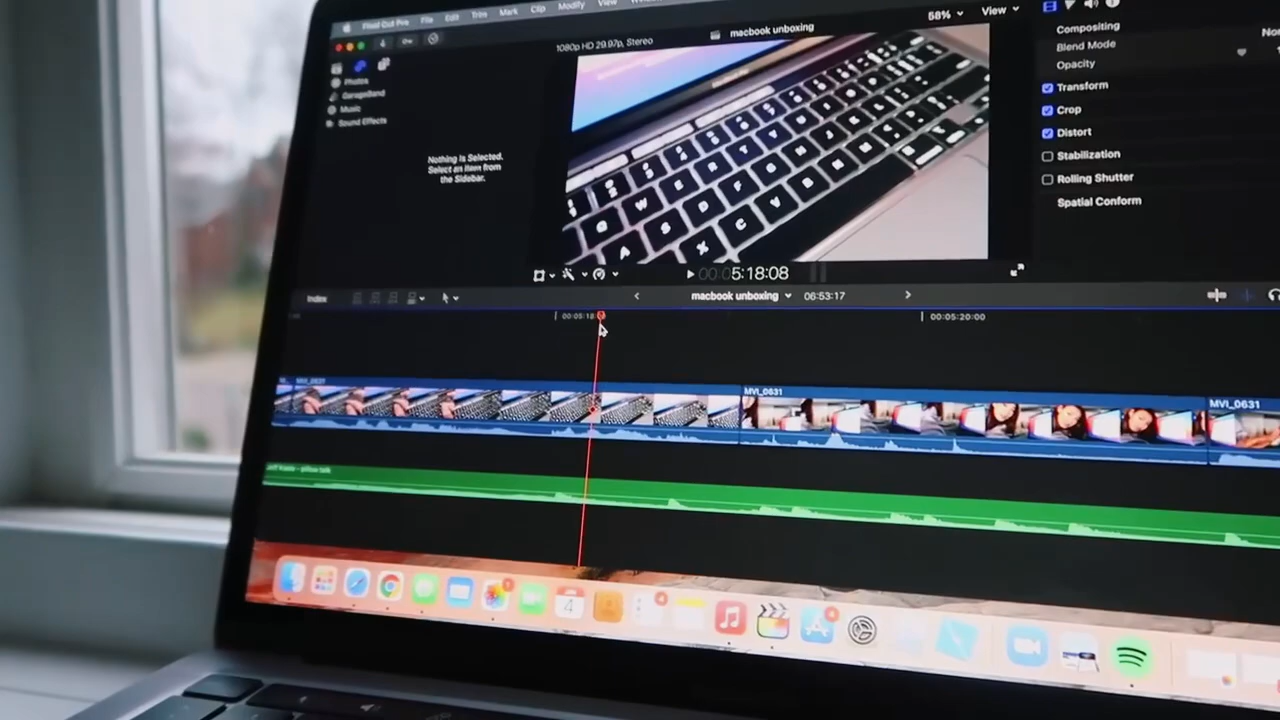 Final Cut Pro File Edit Trim Mark Clip Modify View
58% View
1080p HD 29.97p, Stereo
macbook unboxing
Photos
GarageBand
Music
Sound Effects
Nothing is Selected.
Select an item from
the Sidebar.
Compositing
Blend Mode
Opacity
Transform
Crop
Distort
Stabilization
Rolling Shutter
Spatial Conform
00:05:18:08
Index
macbook unboxing
06:53:17
00:05:18
00:05:20:00
MVI_0631
MVI_0631
4